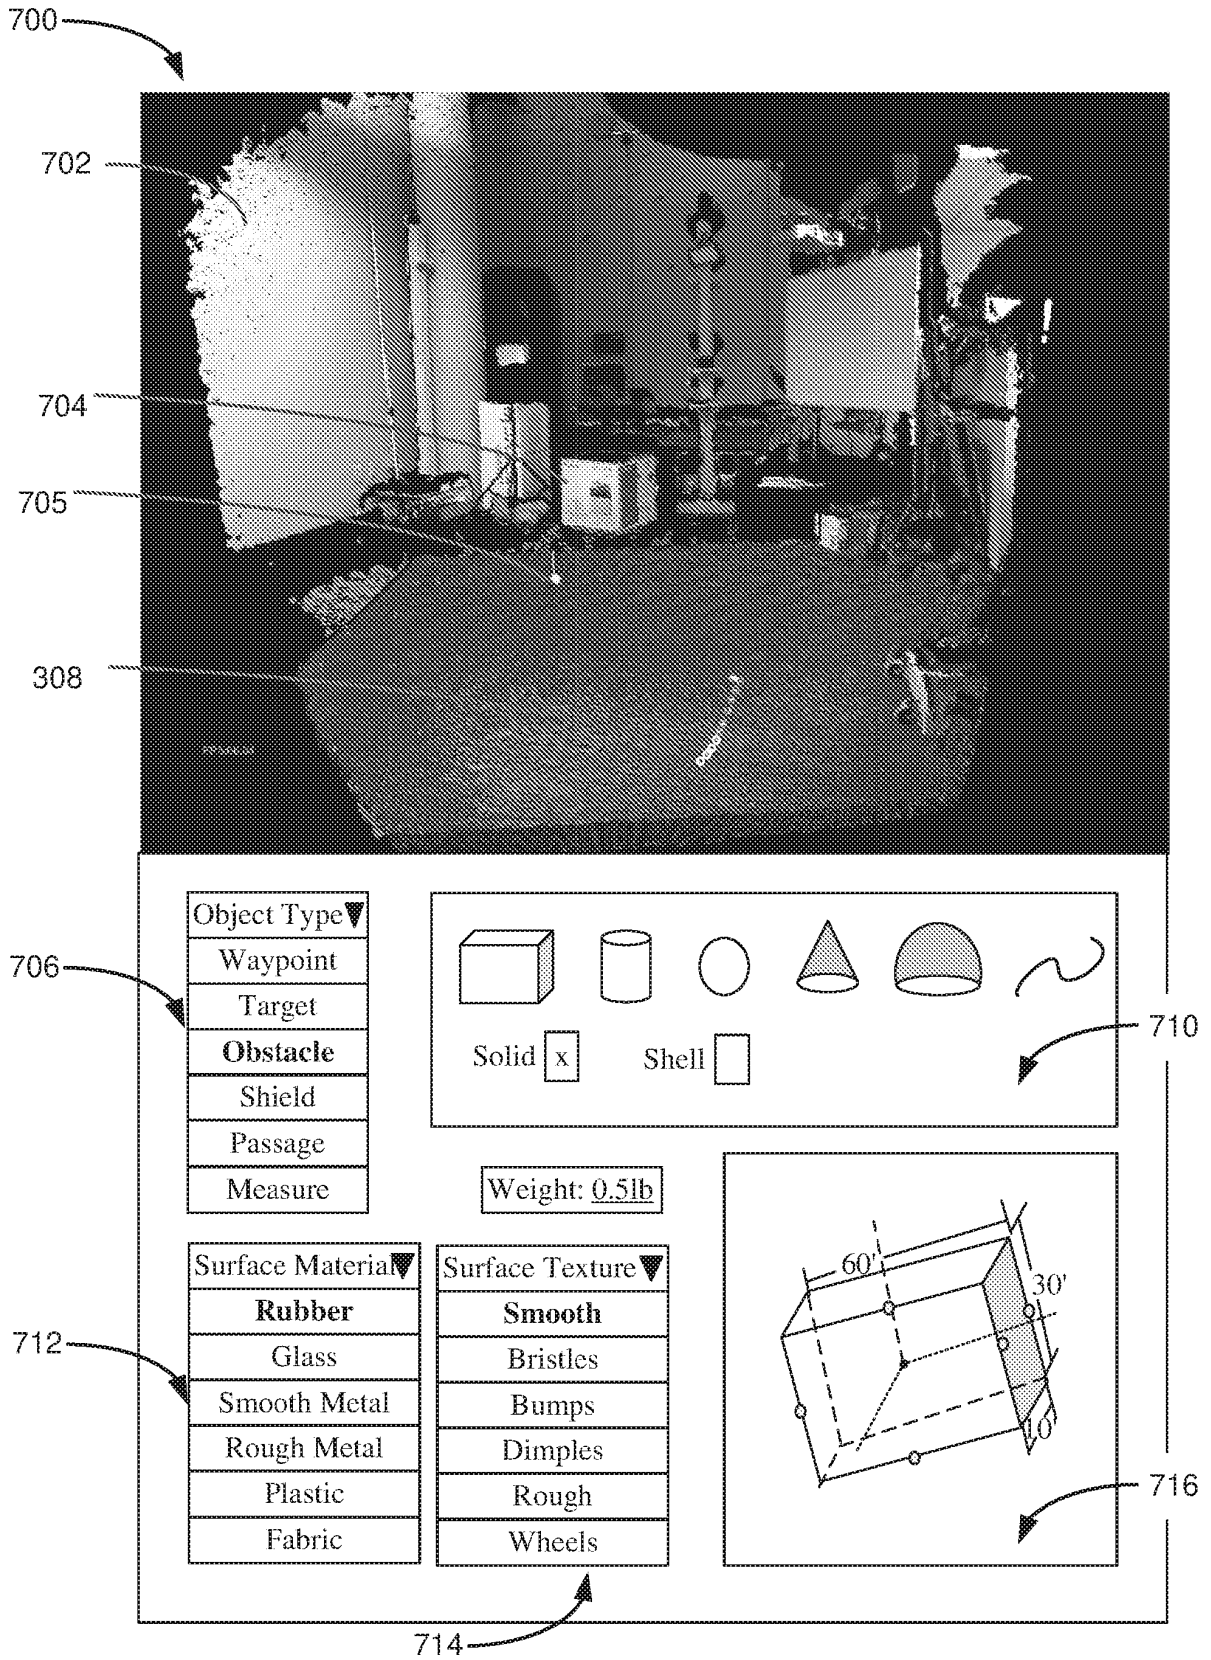 700
702
704
705
308
Object Type
Waypoint
Target
Obstacle
Shield
Passage
Measure
706
Solid x Shell
710
Weight: 0.5lb
Surface Material
Rubber
Glass
Smooth Metal
Rough Metal
Plastic
Fabric
712
Surface Texture
Smooth
Bristles
Bumps
Dimples
Rough
Wheels
714
60'
30'
10'
716